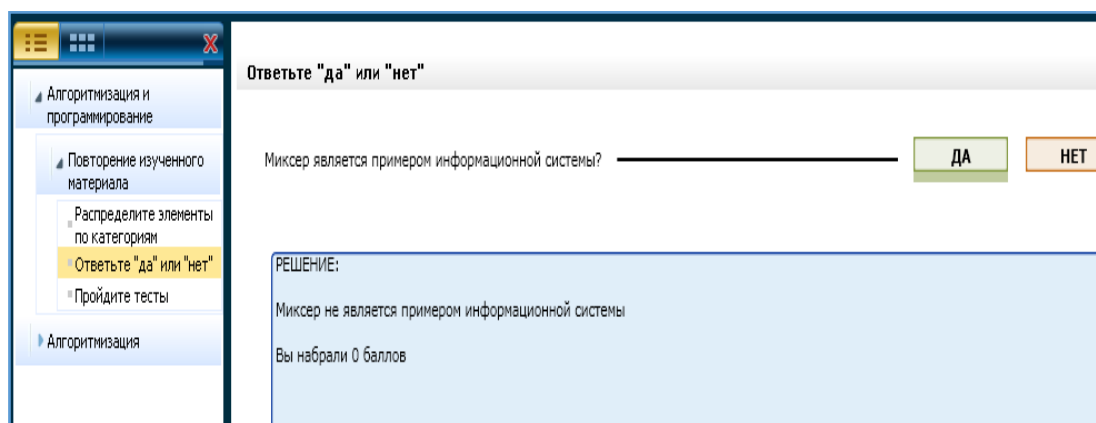 Алгоритмизация и
программирование
Повторение изученного
материала
Распределите элементы
по категориям
Ответьте "да" или "нет"
Пройдите тесты
Алгоритмизация
Ответьте "да" или "нет"
Миксер является примером информационной системы?
ДА
НЕТ
РЕШЕНИЕ:
Миксер не является примером информационной системы
Вы набрали 0 баллов